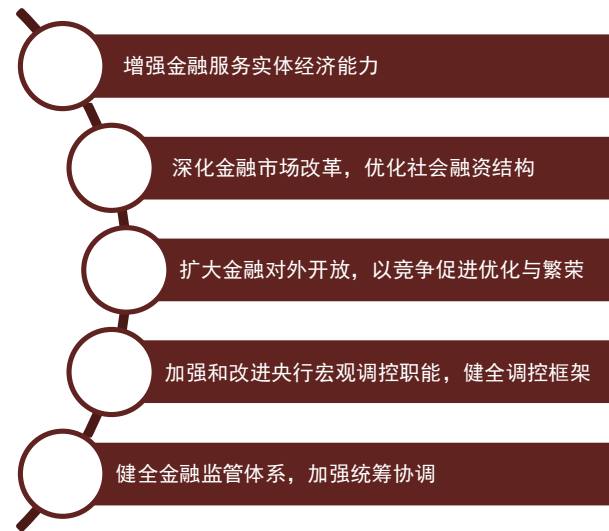 增强金融服务实体经济能力
深化金融市场改革，优化社会融资结构
扩大金融对外开放，以竞争促进优化与繁荣
加强和改进央行宏观调控职能，健全调控框架
健全金融监管体系，加强统筹协调